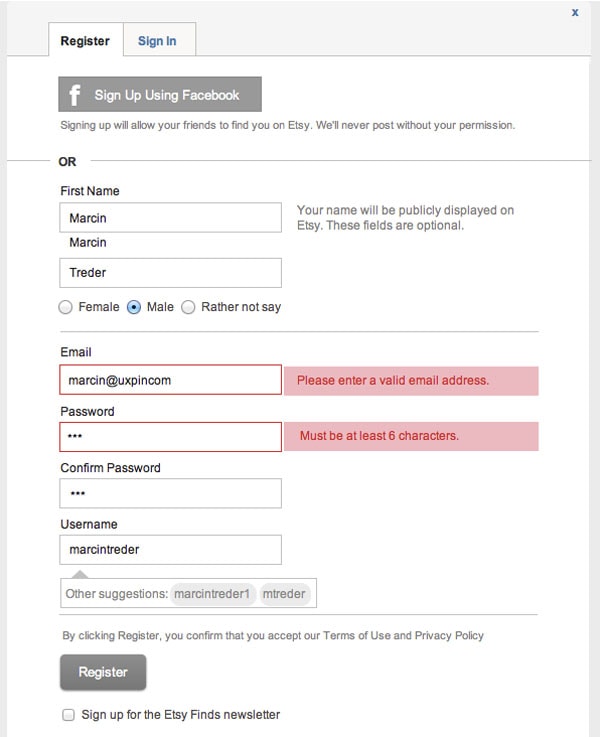 x
Register
Sign In
f Sign Up Using Facebook
Signing up will allow your friends to find you on Etsy. We'll never post without your permission.
OR
First Name
Marcin
Your name will be publicly displayed on
Etsy. These fields are optional.
Marcin
Treder
Female Male Rather not say
Email
marcin@uxpincom
Please enter a valid email address.
Password
***
Must be at least 6 characters.
Confirm Password
***
Username
marcintreder
Other suggestions: marcintreder1 mtreder
By clicking Register, you confirm that you accept our Terms of Use and Privacy Policy
Register
Sign up for the Etsy Finds newsletter